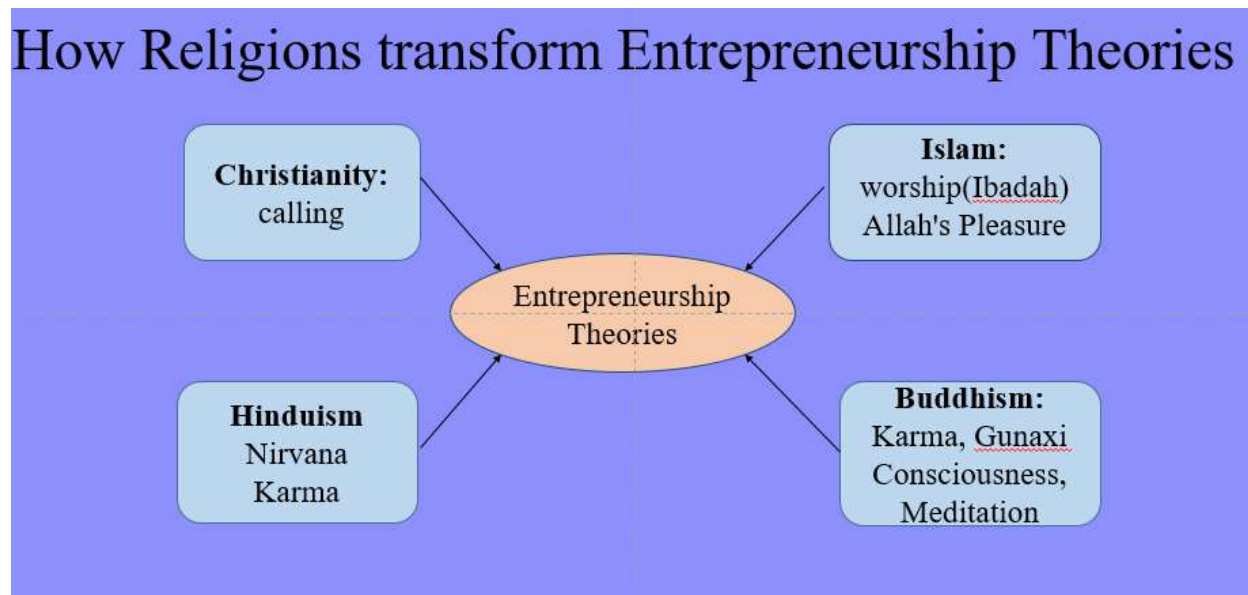 How Religions transform Entrepreneurship Theories
Christianity:
calling
Islam:
worship(Ibadah)
Allah's Pleasure
Entrepreneurship
Theories
Hinduism
Nirvana
Karma
Buddhism:
Karma, Gunaxi
Consciousness,
Meditation